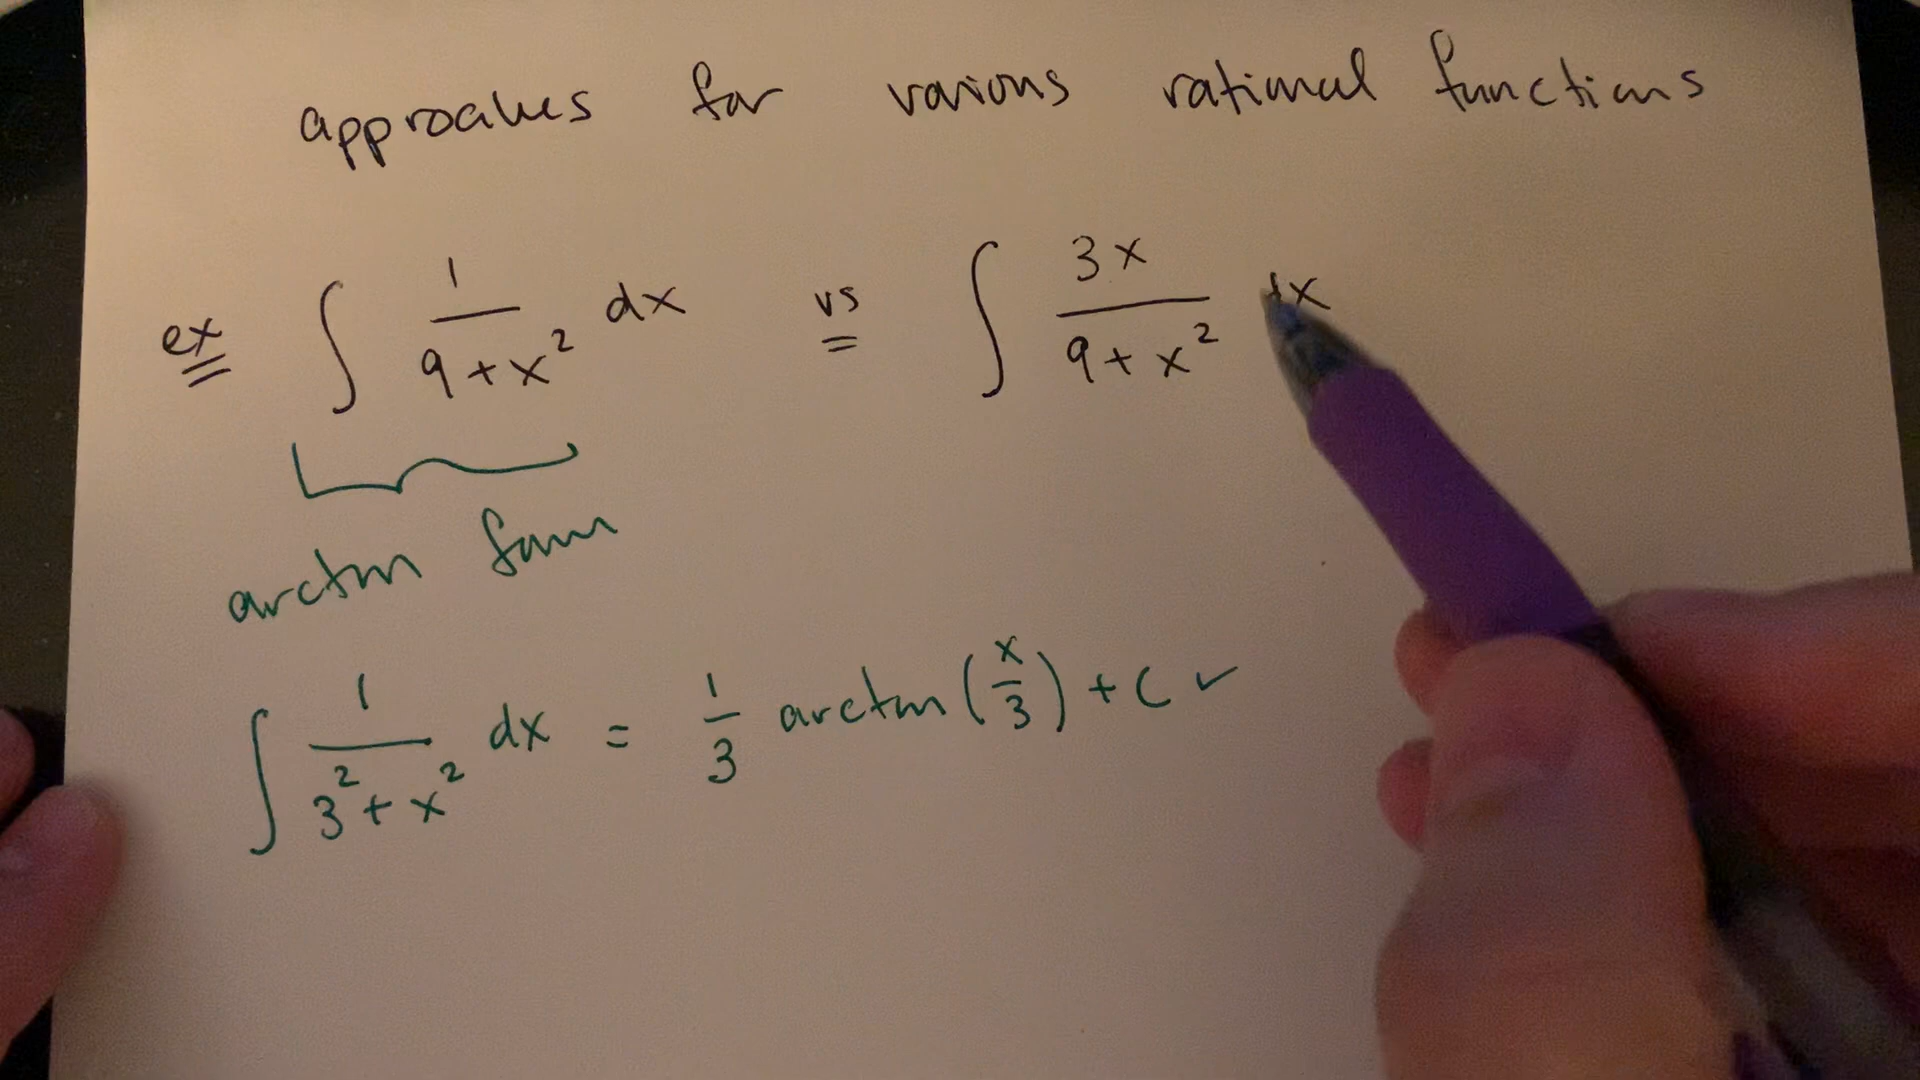 approaches for various rational functions
ex ∫ 1/(9+x²) dx vs ∫ 3x/(9+x²) dx
arctan form
∫ 1/(3²+x²) dx = 1/3 arctan(x/3) + C ✓